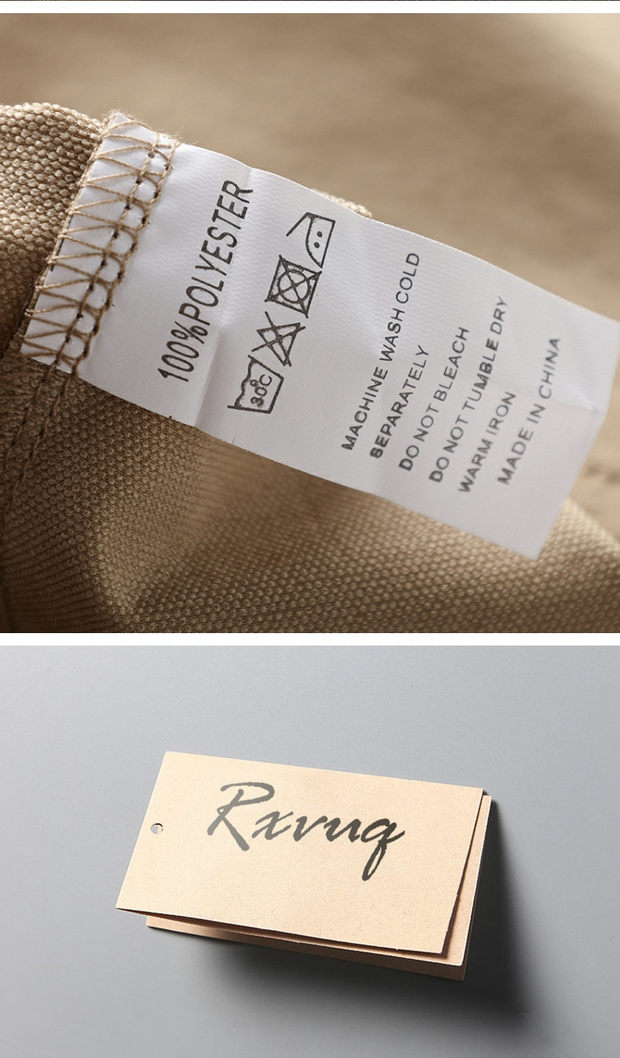 100%POLYESTER
30C
MACHINE WASH COLD
SEPARATELY
DO NOT BLEACH
DO NOT TUMBLE DRY
WARM IRON
MADE IN CHINA
Rxvuq